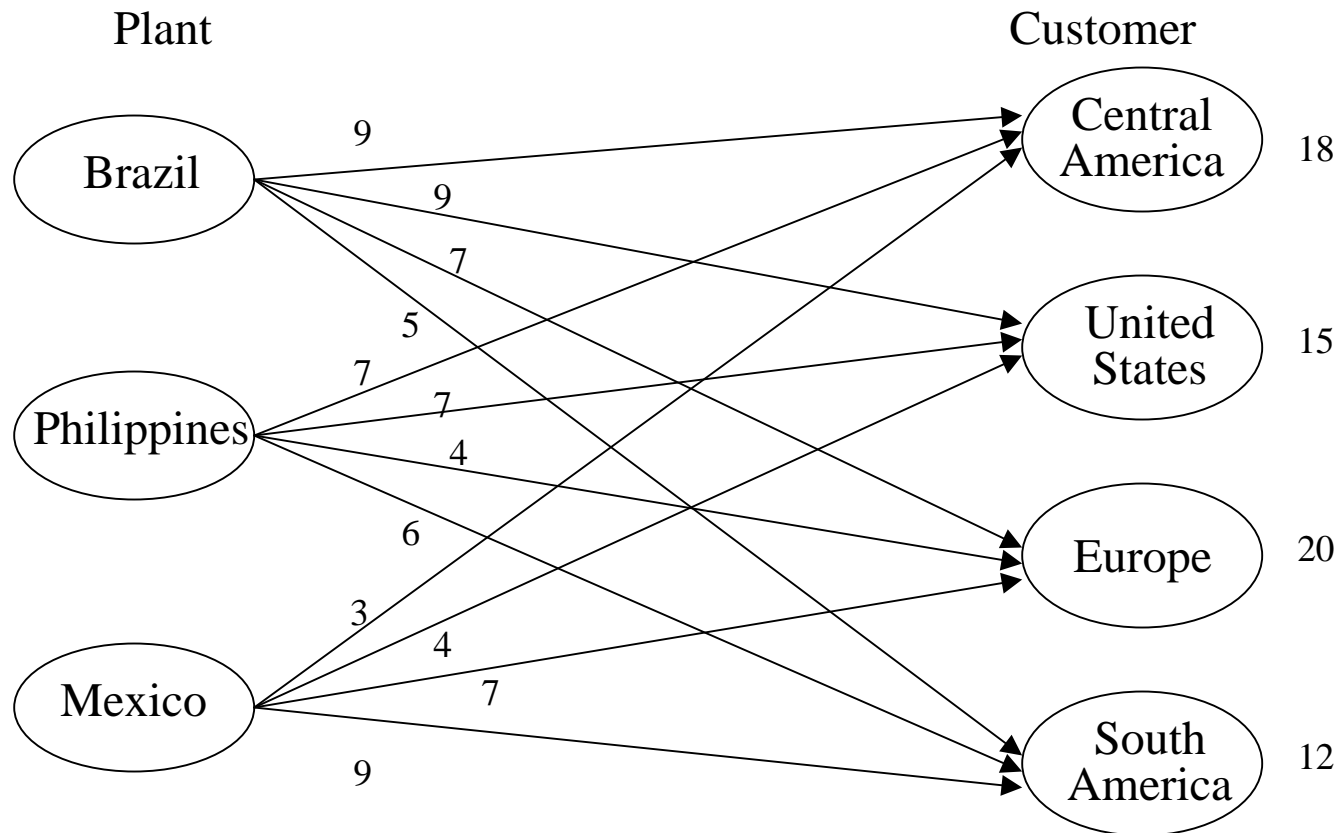 Plant
Customer
Brazil
Philippines
Mexico
9
9
7
5
7
7
4
6
3
4
7
9
Central
America
18
United
States
15
Europe
20
South
America
12